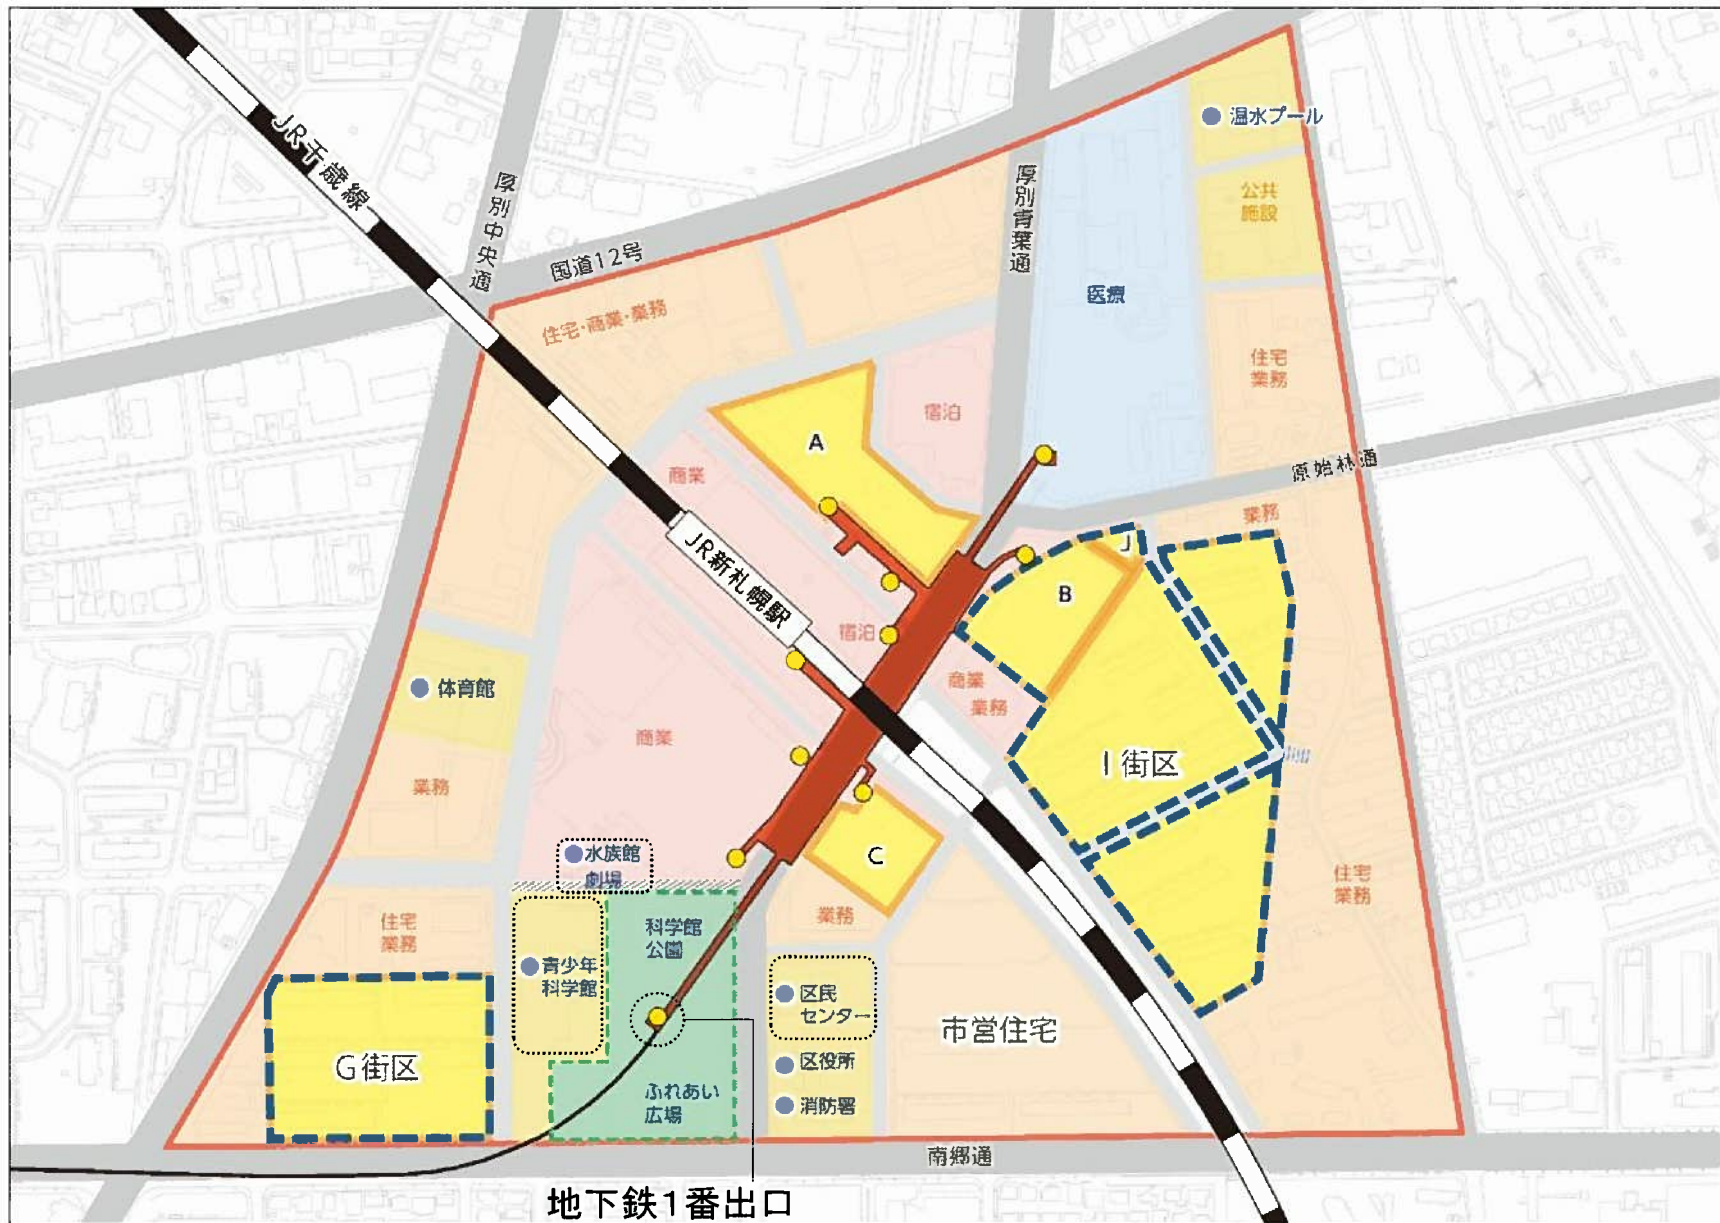 温水プール
JR千歳線
公共
施設
厚別中央通
厚別青葉通
国道12号
医療
住宅・商業・業務
住宅
業務
宿泊
A
商業
原始林通
業務
J
JR新札幌駅
B
宿泊
体育館
商業
業務
商業
I街区
業務
水族館
劇場
C
住宅
業務
住宅
業務
科学館
公園
業務
青少年
科学館
区民
センター
市営住宅
G街区
区役所
ふれあい
広場
消防署
南郷通
地下鉄1番出口